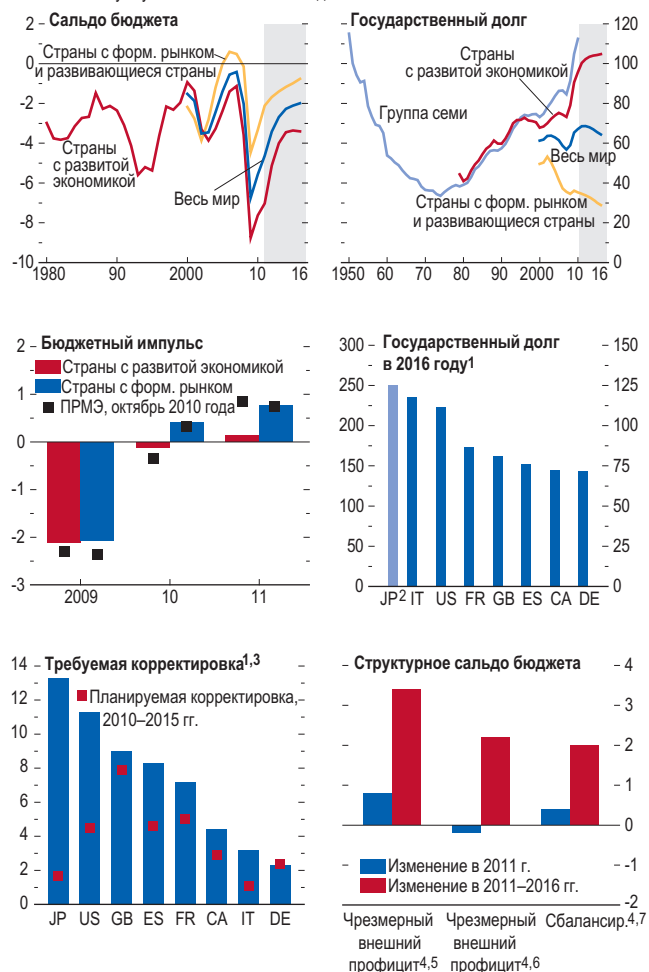 Сальдо бюджета
2
0
-2
-4
-6
-8
-10
Страны с форм. рынком
и развивающиеся страны
Страны
с развитой
экономикой
Весь мир
1980 90 2000 10 16
Государственный долг
120
100
80
60
40
20
0
Страны
с развитой экономикой
Группа семи
Весь мир
Страны с форм. рынком
и развивающиеся страны
1950 60 70 80 90 2000 10 16
Бюджетный импульс
2
1
0
-1
-2
-3
Страны с развитой экономикой
Страны с форм. рынком
ПРМЭ, октябрь 2010 года
2009 10 11
Государственный долг
в 2016 году1
300
250
200
150
100
50
0
150
125
100
75
50
25
0
JP2 IT US FR GB ES CA DE
Требуемая корректировка1,3
14
12
10
8
6
4
2
0
Планируемая корректировка,
2010–2015 гг.
JP US GB ES FR CA IT DE
Структурное сальдо бюджета
4
3
2
1
0
-1
-2
Изменение в 2011 г.
Изменение в 2011–2016 гг.
Чрезмерный
внешний
профицит4,5
Чрезмерный
внешний
профицит4,6
Сбалансир.4,7